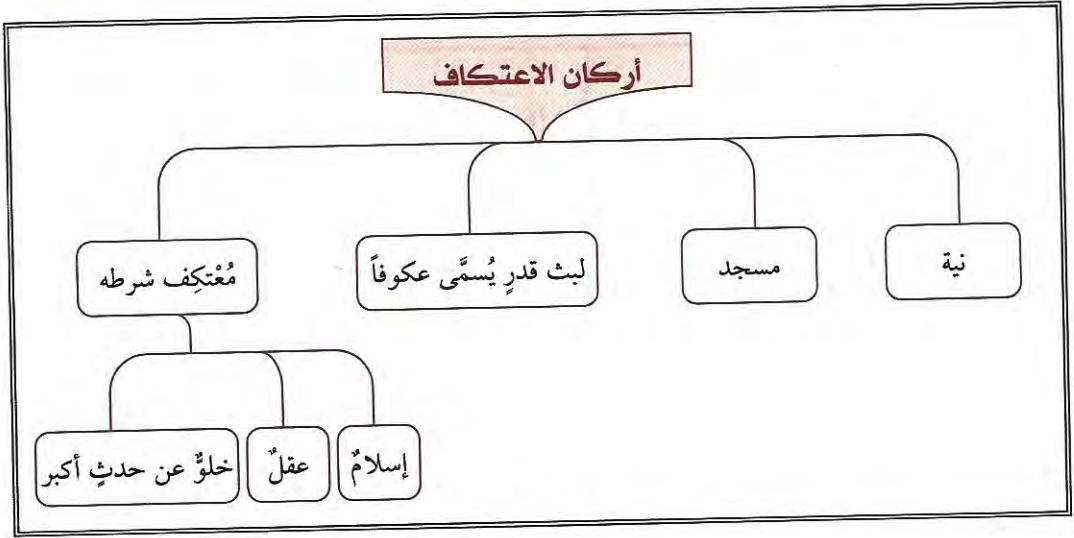 أركان الاعتكاف
نية
مسجد
لبث قدرٍ يُسمَّى عكوفاً
مُعْتكِف شرطه
إسلامٌ
عقلٌ
خلوٌّ عن حدثٍ أكبر